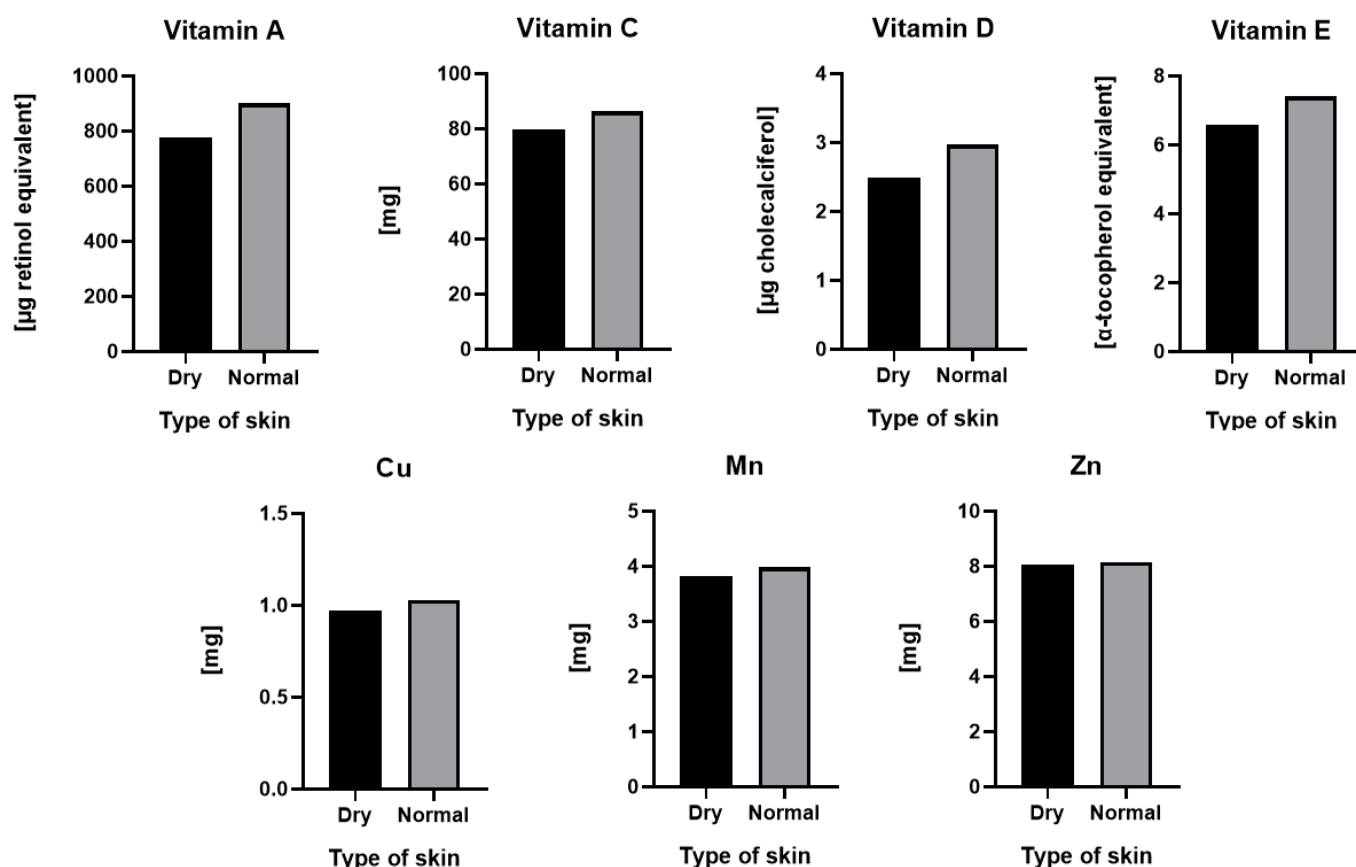 Vitamin A
[µg retinol equivalent]
1000
800
600
400
200
0
Dry Normal
Type of skin
Vitamin C
[mg]
100
80
60
40
20
0
Dry Normal
Type of skin
Vitamin D
[µg cholecalciferol]
4
3
2
1
0
Dry Normal
Type of skin
Vitamin E
[α-tocopherol equivalent]
8
6
4
2
0
Dry Normal
Type of skin
Cu
[mg]
1.5
1.0
0.5
0.0
Dry Normal
Type of skin
Mn
[mg]
5
4
3
2
1
0
Dry Normal
Type of skin
Zn
[mg]
10
8
6
4
2
0
Dry Normal
Type of skin